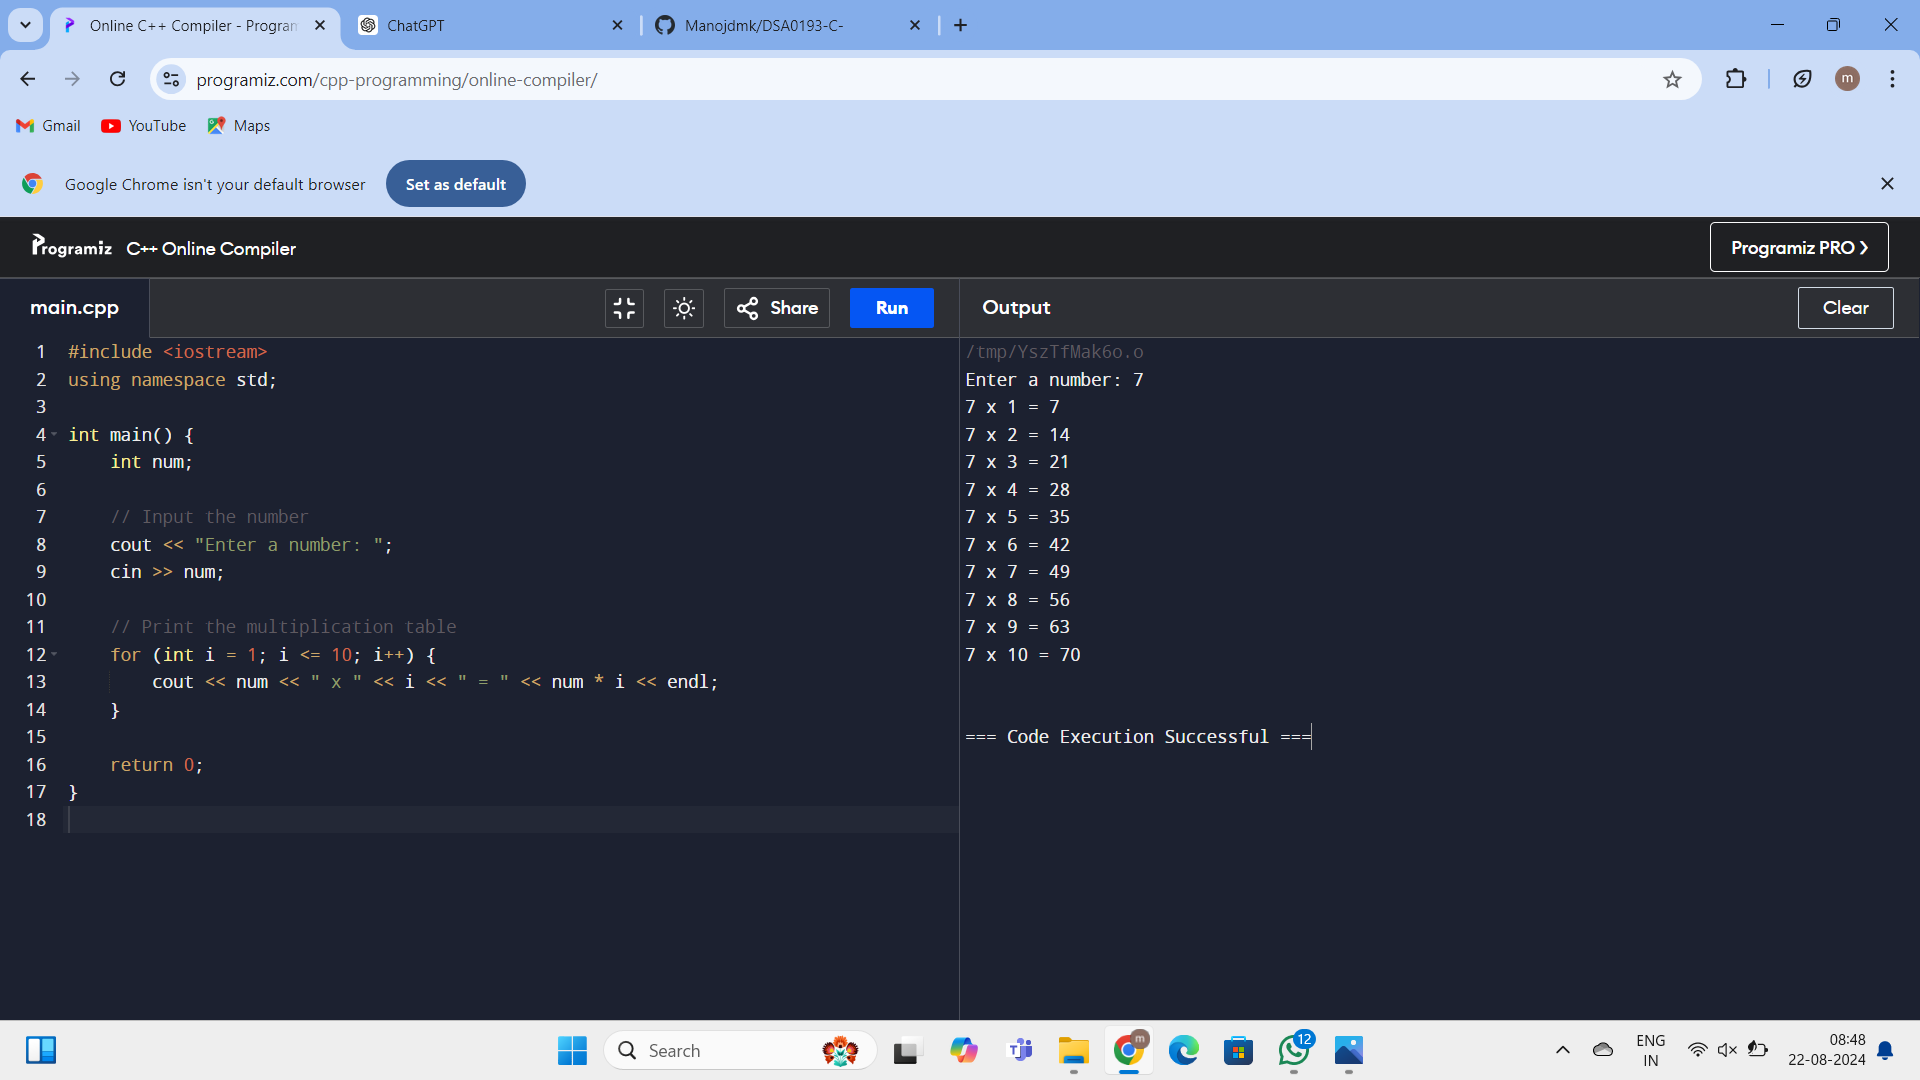 Online C++ Compiler - Program
ChatGPT
Manojdmk/DSA0193-C-
programiz.com/cpp-programming/online-compiler/
m
Gmail
YouTube
Maps
Google Chrome isn't your default browser
Set as default
Programiz
C++ Online Compiler
Programiz PRO
main.cpp
Share
Run
Output
Clear
1 #include <iostream>
2 using namespace std;
3
4 int main() {
5     int num;
6
7     // Input the number
8     cout << "Enter a number: ";
9     cin >> num;
10
11     // Print the multiplication table
12     for (int i = 1; i <= 10; i++) {
13         cout << num << " x " << i << " = " << num * i << endl;
14     }
15
16     return 0;
17 }
18
/tmp/YszTfMak6o.o
Enter a number: 7
7 x 1 = 7
7 x 2 = 14
7 x 3 = 21
7 x 4 = 28
7 x 5 = 35
7 x 6 = 42
7 x 7 = 49
7 x 8 = 56
7 x 9 = 63
7 x 10 = 70
=== Code Execution Successful ===
Search
m
12
ENG
IN
08:48
22-08-2024